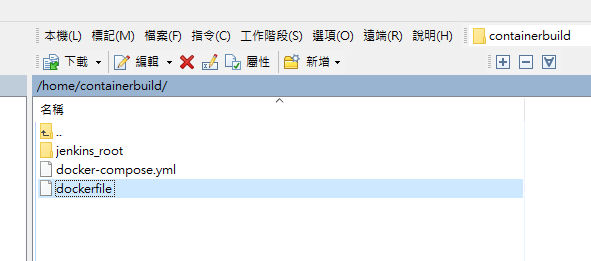 本機(L) 標記(M) 檔案(F) 指令(C) 工作階段(S) 選項(O) 遠端(R) 說明(H) containerbuild
下載 編輯 屬性 新增
/home/containerbuild/
名稱
..
jenkins_root
docker-compose.yml
dockerfile